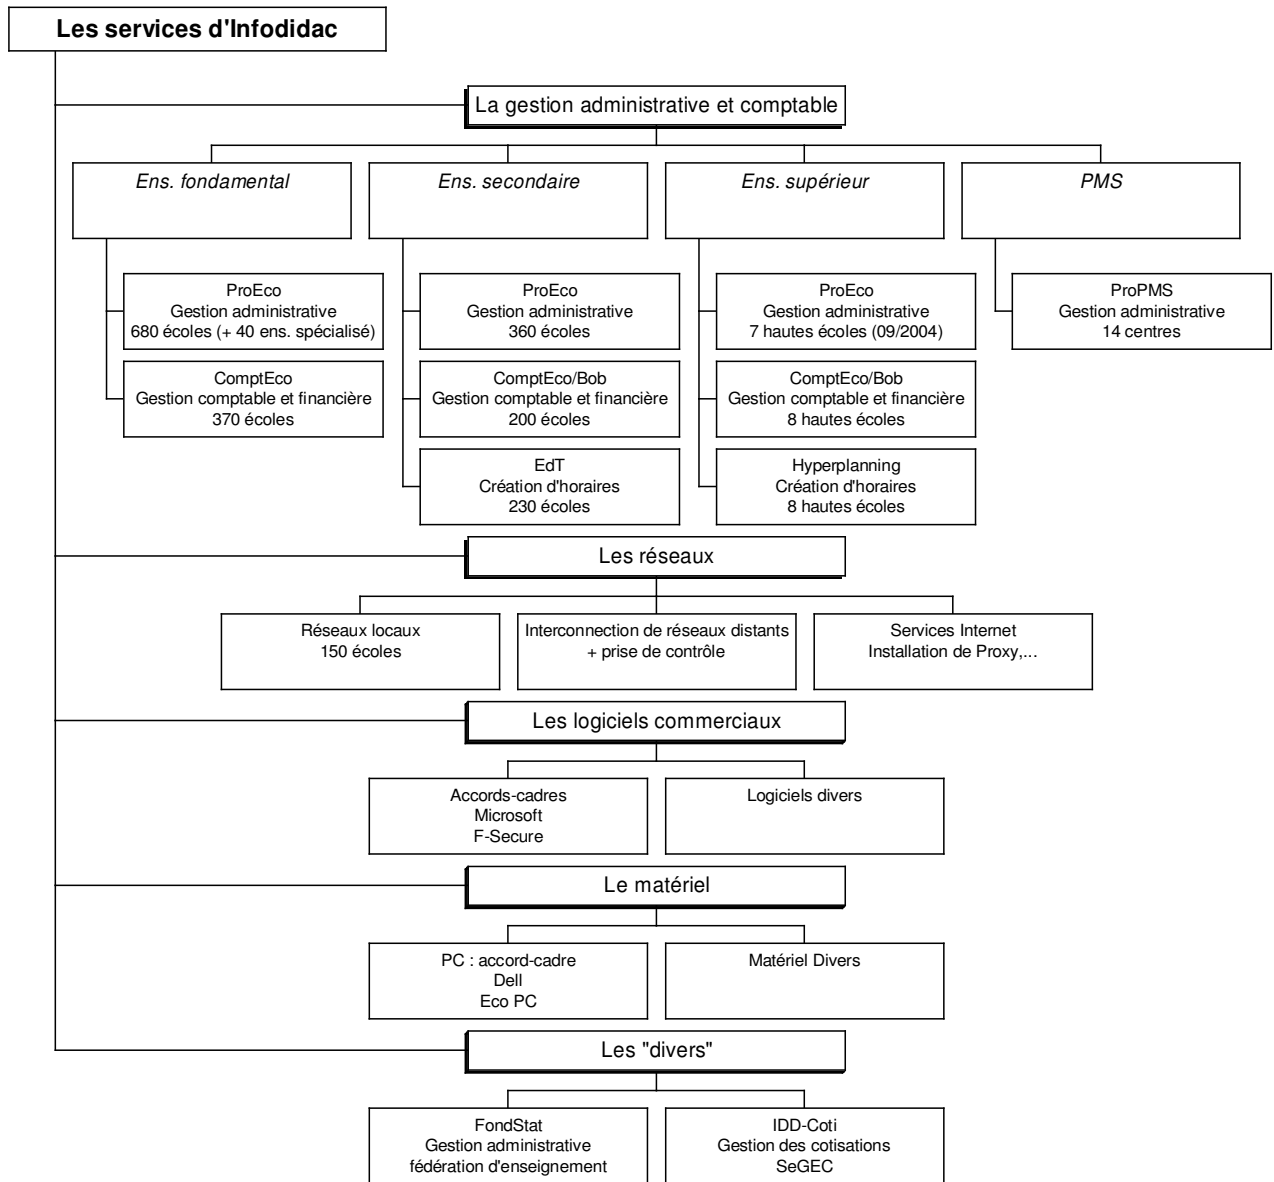 Les services d'Infodidac
La gestion administrative et comptable
Ens. fondamental
Ens. secondaire
Ens. supérieur
PMS
ProEco
Gestion administrative
680 écoles (+ 40 ens. spécialisé)
ProEco
Gestion administrative
360 écoles
ProEco
Gestion administrative
7 hautes écoles (09/2004)
ProPMS
Gestion administrative
14 centres
ComptEco
Gestion comptable et financière
370 écoles
ComptEco/Bob
Gestion comptable et financière
200 écoles
ComptEco/Bob
Gestion comptable et financière
8 hautes écoles
EdT
Création d'horaires
230 écoles
Hyperplanning
Création d'horaires
8 hautes écoles
Les réseaux
Réseaux locaux
150 écoles
Interconnection de réseaux distants
+ prise de contrôle
Services Internet
Installation de Proxy,...
Les logiciels commerciaux
Accords-cadres
Microsoft
F-Secure
Logiciels divers
Le matériel
PC : accord-cadre
Dell
Eco PC
Matériel Divers
Les "divers"
FondStat
Gestion administrative
fédération d'enseignement
IDD-Coti
Gestion des cotisations
SeGEC